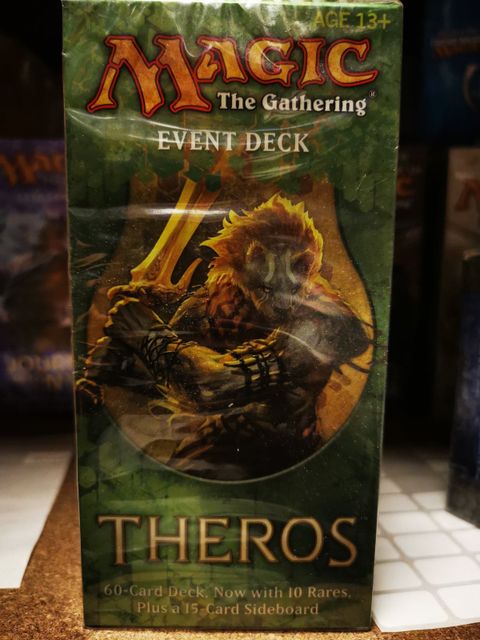 AGE 13+
MAGIC
The Gathering®
EVENT DECK
THEROS
60-Card Deck. Now with 10 Rares.
Plus a 15-Card Sideboard
MAGIC